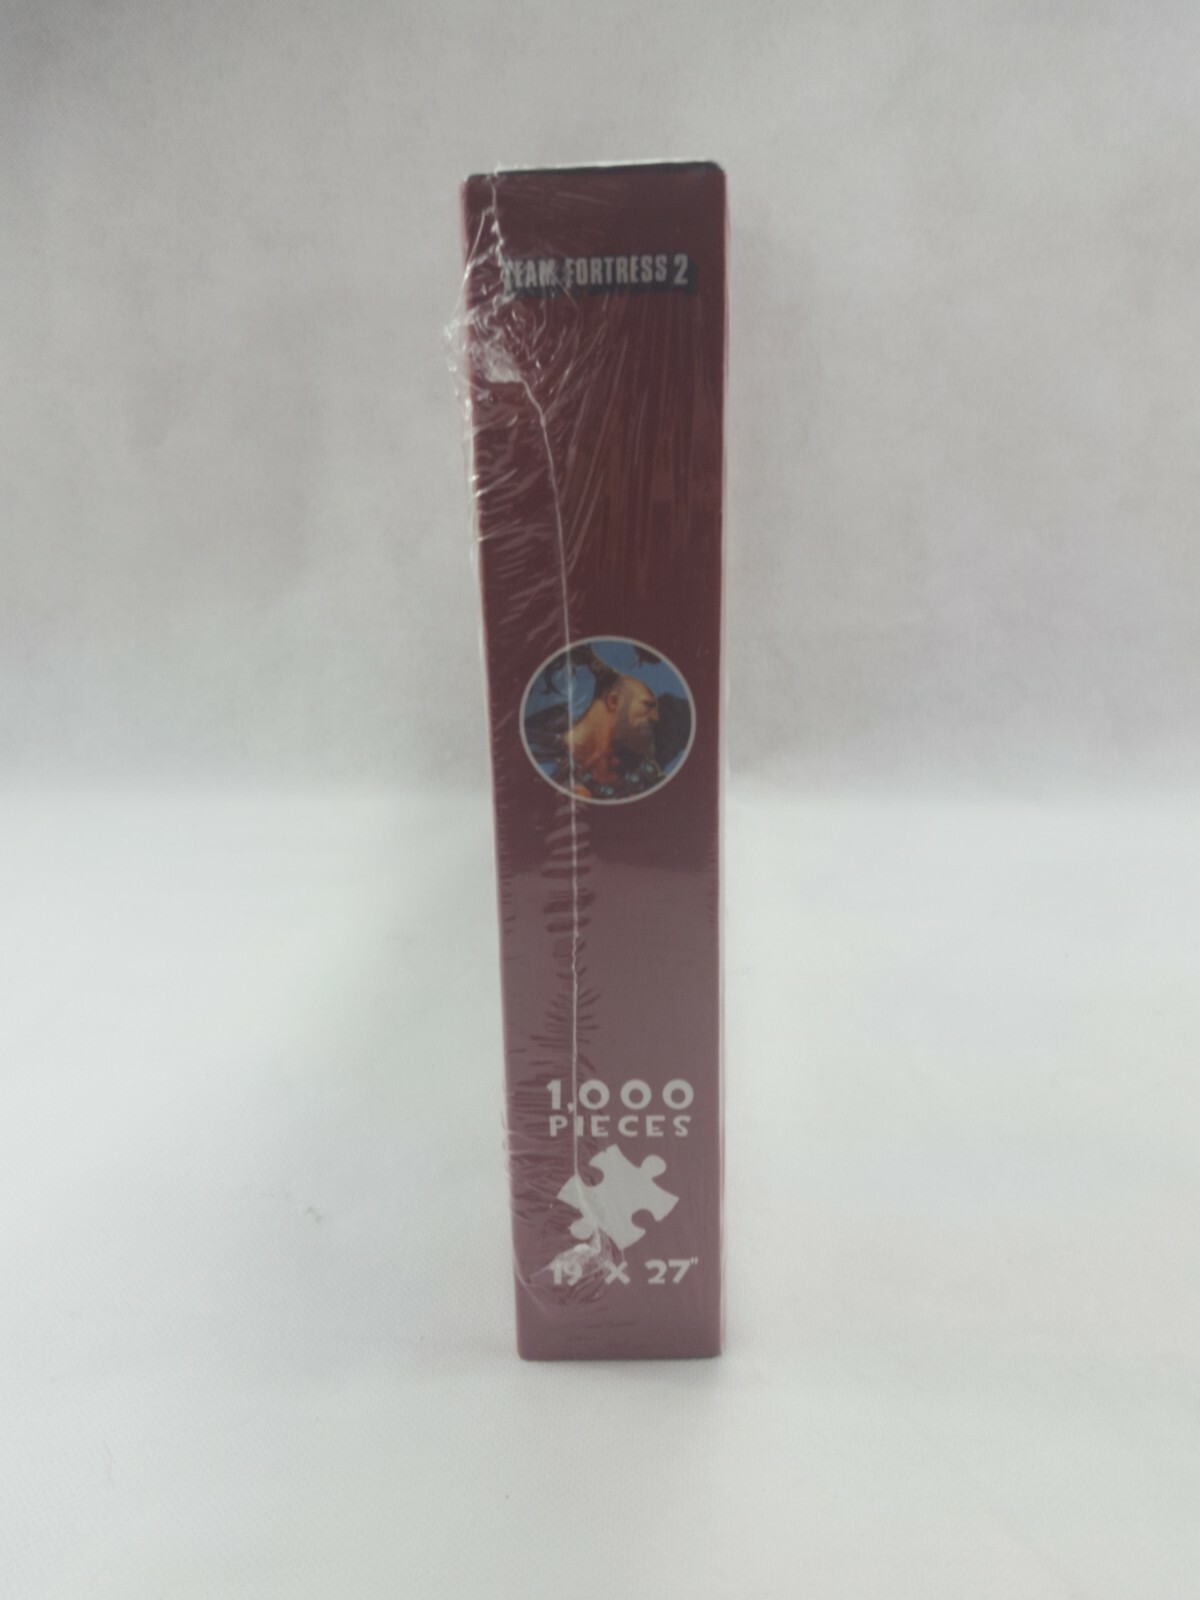 TEAM FORTRESS 2
1,000
PIECES
19 X 27"